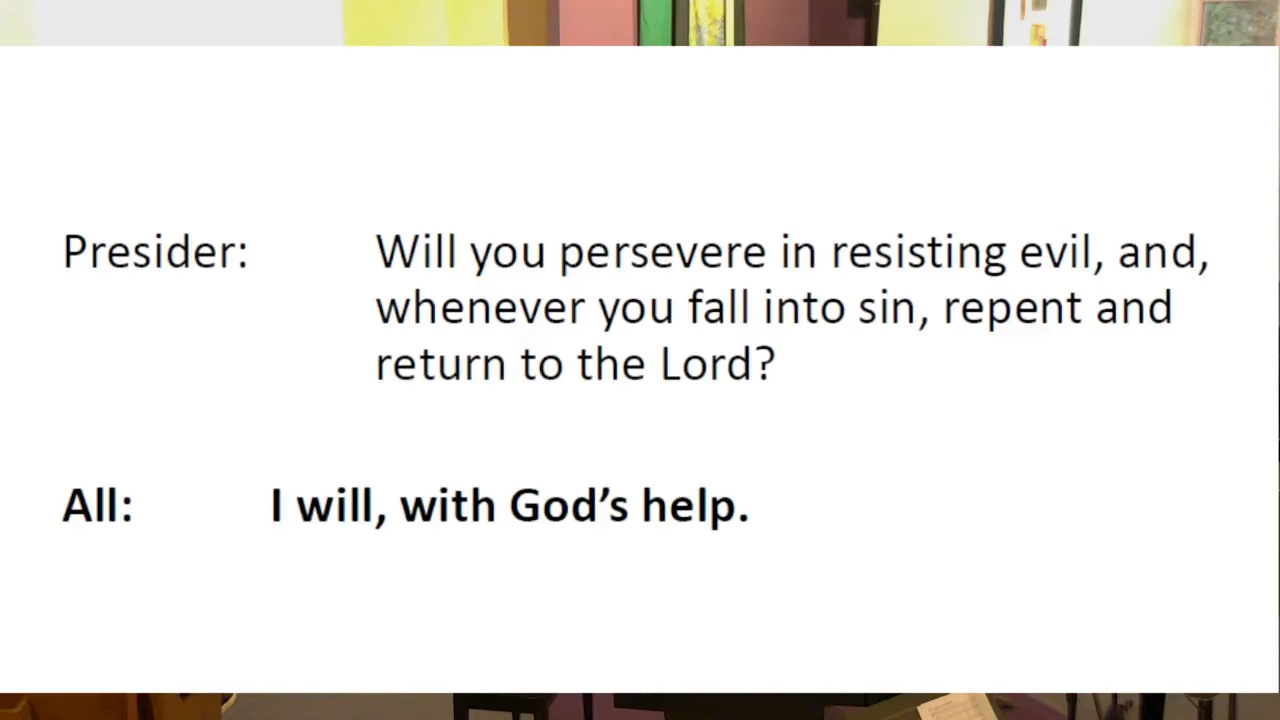 Presider: Will you persevere in resisting evil, and,
whenever you fall into sin, repent and
return to the Lord?
All: I will, with God’s help.